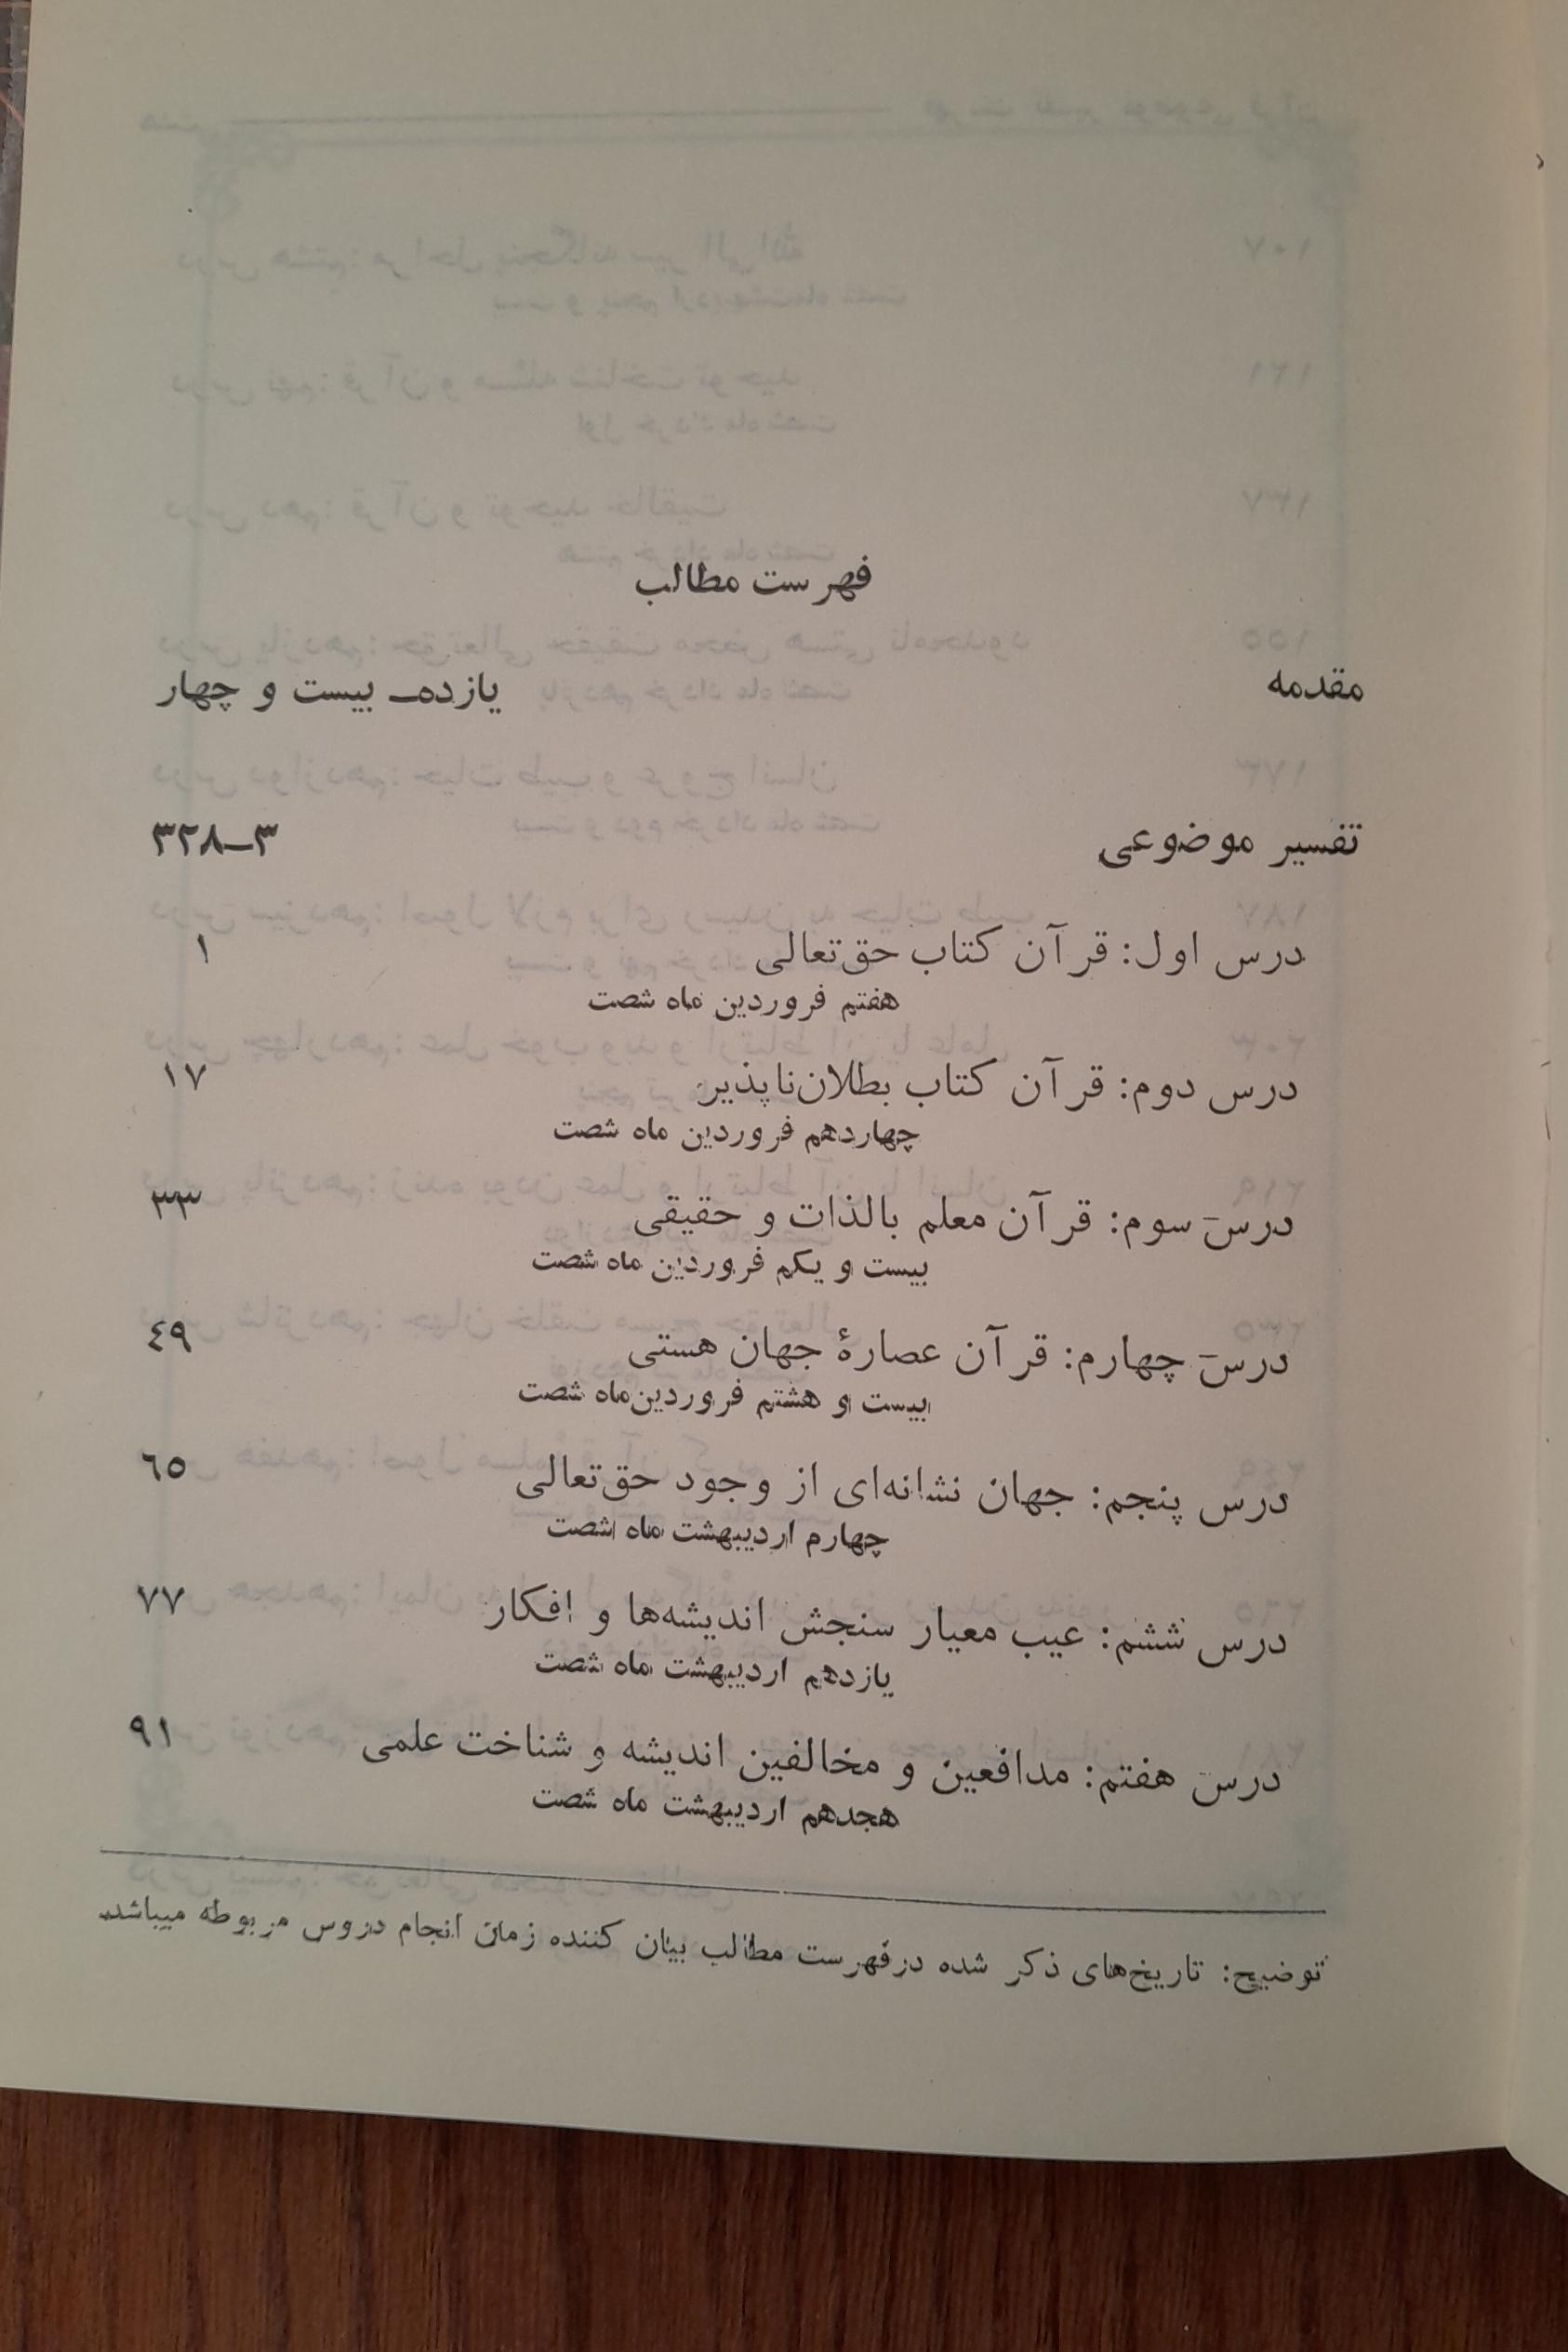 فهرست مطالب
مقدمه یازده‌ـ بیست و چهار
تفسیر موضوعی ۳ــ۳۲۸
درس اول: قرآن کتاب حق‌تعالی ۱
هفتم فروردین ماه شصت
درس دوم: قرآن کتاب بطلان‌ناپذیر ۱۷
چهاردهم فروردین ماه شصت
درس سوم: قرآن معلم بالذات و حقیقی ۳۳
بیست و یکم فروردین ماه شصت
درس چهارم: قرآن عصارهٔ جهان هستی ٤۹
بیست و هشتم فروردین‌ماه شصت
درس پنجم: جهان نشانه‌ای از وجود حق‌تعالی ٦۵
چهارم اردیبهشت ماه شصت
درس ششم: عیب معیار سنجش اندیشه‌ها و افکار ۷۷
یازدهم اردیبهشت ماه شصت
درس هفتم: مدافعین و مخالفین اندیشه و شناخت علمی ۹۱
هجدهم اردیبهشت ماه شصت
توضیح: تاریخ‌های ذکر شده درفهرست مطالب بیان کننده زمان انجام دروس مربوطه میباشد.